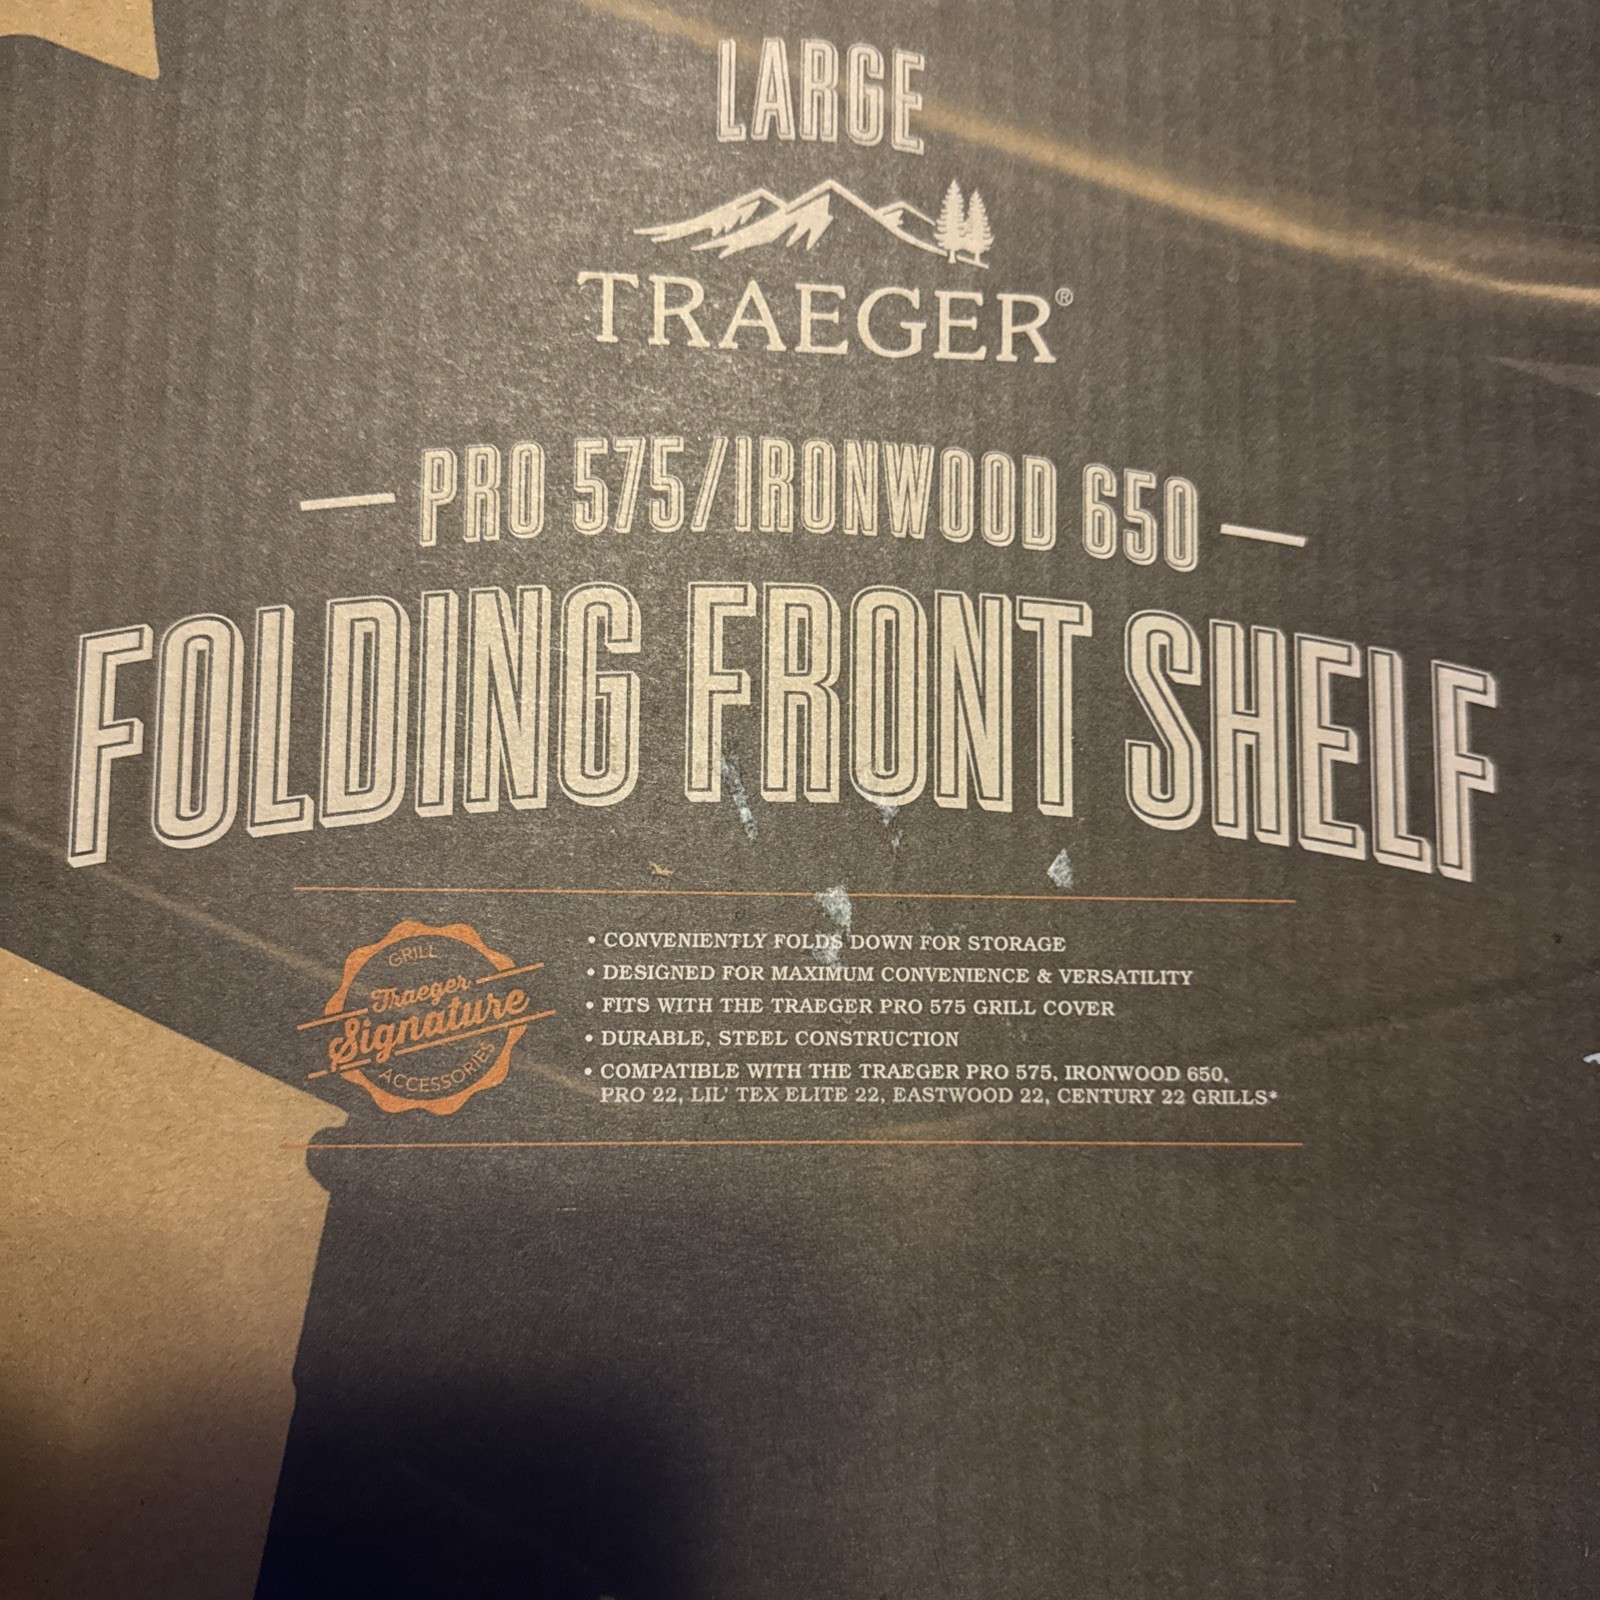 LARGE
TRAEGER®
PRO 575/IRONWOOD 650
FOLDING FRONT SHELF
GRILL
Traeger
Signature
ACCESSORIES
• CONVENIENTLY FOLDS DOWN FOR STORAGE
• DESIGNED FOR MAXIMUM CONVENIENCE & VERSATILITY
• FITS WITH THE TRAEGER PRO 575 GRILL COVER
• DURABLE, STEEL CONSTRUCTION
• COMPATIBLE WITH THE TRAEGER PRO 575, IRONWOOD 650,
PRO 22, LIL' TEX ELITE 22, EASTWOOD 22, CENTURY 22 GRILLS*